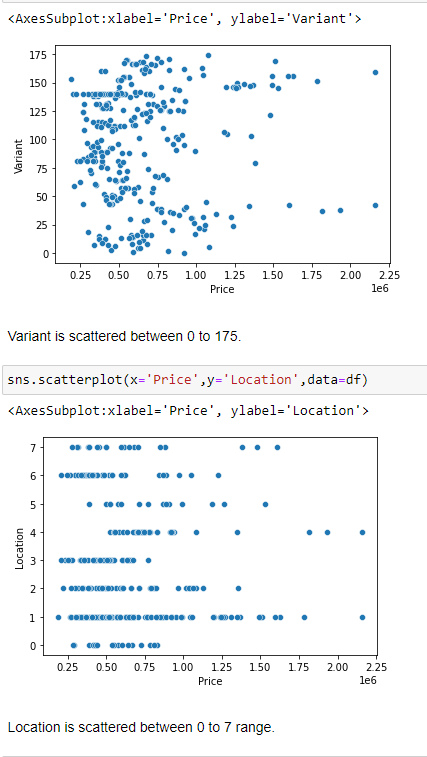 <AxesSubplot:xlabel='Price', ylabel='Variant'>
175
150
125
100
75
50
25
0
Variant
0.25 0.50 0.75 1.00 1.25 1.50 1.75 2.00 2.25
Price
1e6
Variant is scattered between 0 to 175.
sns.scatterplot(x='Price',y='Location',data=df)
<AxesSubplot:xlabel='Price', ylabel='Location'>
7
6
5
4
3
2
1
0
Location
0.25 0.50 0.75 1.00 1.25 1.50 1.75 2.00 2.25
Price
1e6
Location is scattered between 0 to 7 range.